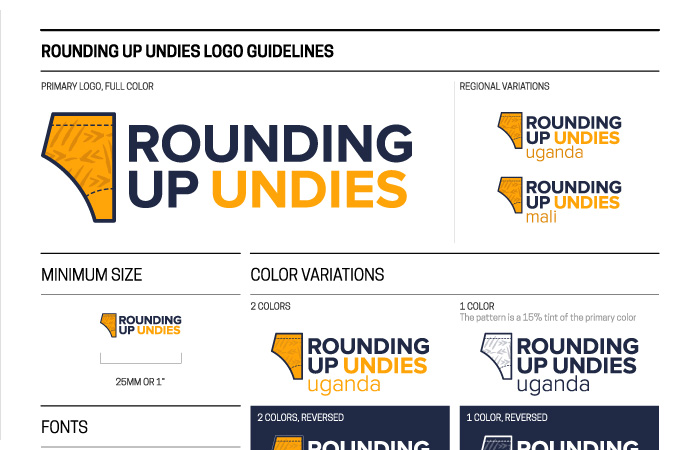 ROUNDING UP UNDIES LOGO GUIDELINES
PRIMARY LOGO, FULL COLOR
ROUNDING
UP UNDIES
REGIONAL VARIATIONS
ROUNDING
UP UNDIES
uganda
ROUNDING
UP UNDIES
mali
MINIMUM SIZE
ROUNDING
UP UNDIES
25MM OR 1"
COLOR VARIATIONS
2 COLORS
ROUNDING
UP UNDIES
uganda
1 COLOR
The pattern is a 15% tint of the primary color
ROUNDING
UP UNDIES
uganda
FONTS
2 COLORS, REVERSED
ROUNDING
1 COLOR, REVERSED
ROUNDING